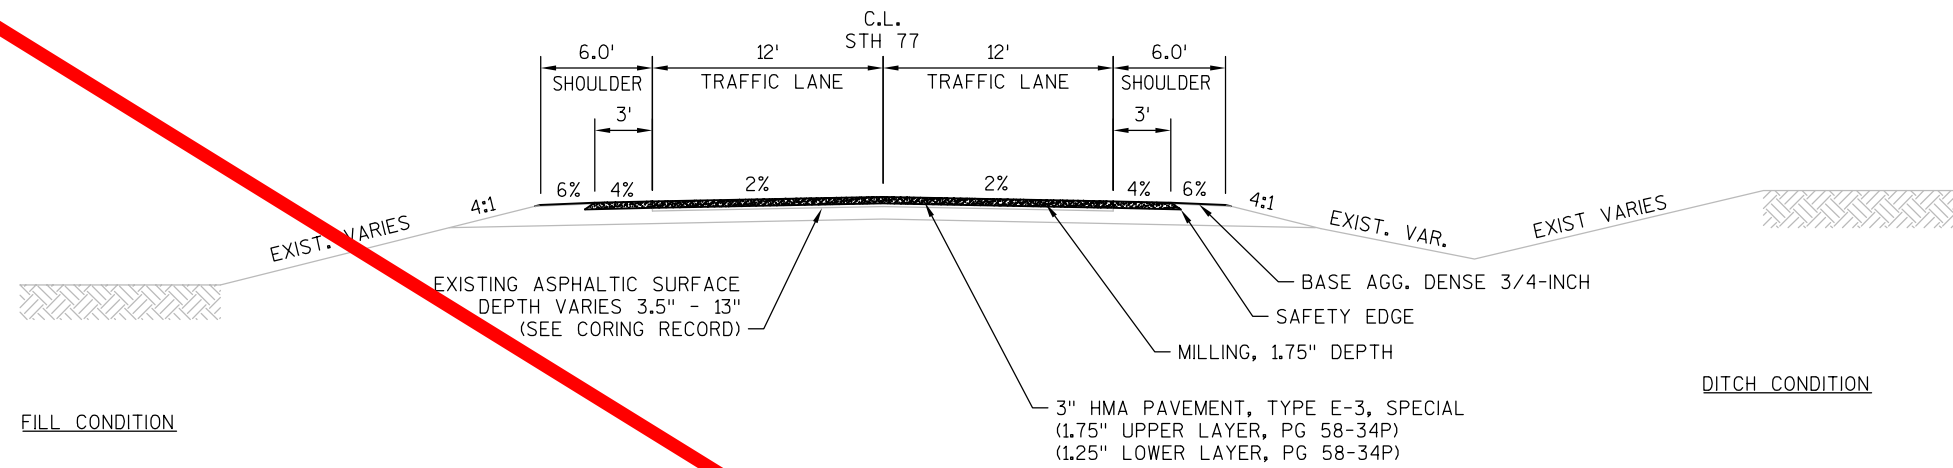 C.L.
STH 77
6.0' 12' 12' 6.0'
SHOULDER TRAFFIC LANE TRAFFIC LANE SHOULDER
3' 3'
6% 4% 2% 2% 4% 6%
4:1 4:1
EXIST. VARIES EXIST. VAR. EXIST VARIES
EXISTING ASPHALTIC SURFACE
DEPTH VARIES 3.5" - 13"
(SEE CORING RECORD)
BASE AGG. DENSE 3/4-INCH
SAFETY EDGE
MILLING, 1.75" DEPTH
3" HMA PAVEMENT, TYPE E-3, SPECIAL
(1.75" UPPER LAYER, PG 58-34P)
(1.25" LOWER LAYER, PG 58-34P)
DITCH CONDITION
FILL CONDITION